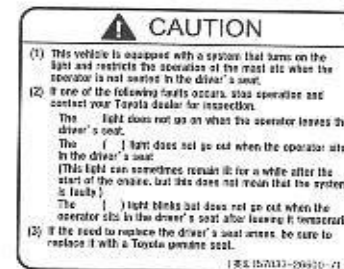 CAUTION
(1) This vehicle is equipped with a system that turns on the
light and restricts the operation of the mast etc when the
operator is not seated in the driver's seat.
(2) If one of the following faults occurs, stop operation and
contact your Toyota dealer for inspection.
The light does not go on when the operator leaves the
driver's seat.
The ( ) light does not go out when the operator sits
in the driver's seat
(This light can sometimes remain lit for a while after the
start of the engine, but this does not mean that the system
is faulty.)
The ( ) light blinks but does not go out when the
operator sits in the driver's seat after leaving it temporari
(3) If the need to replace the driver's seat arises, be sure to
replace it with a Toyota genuine seat.